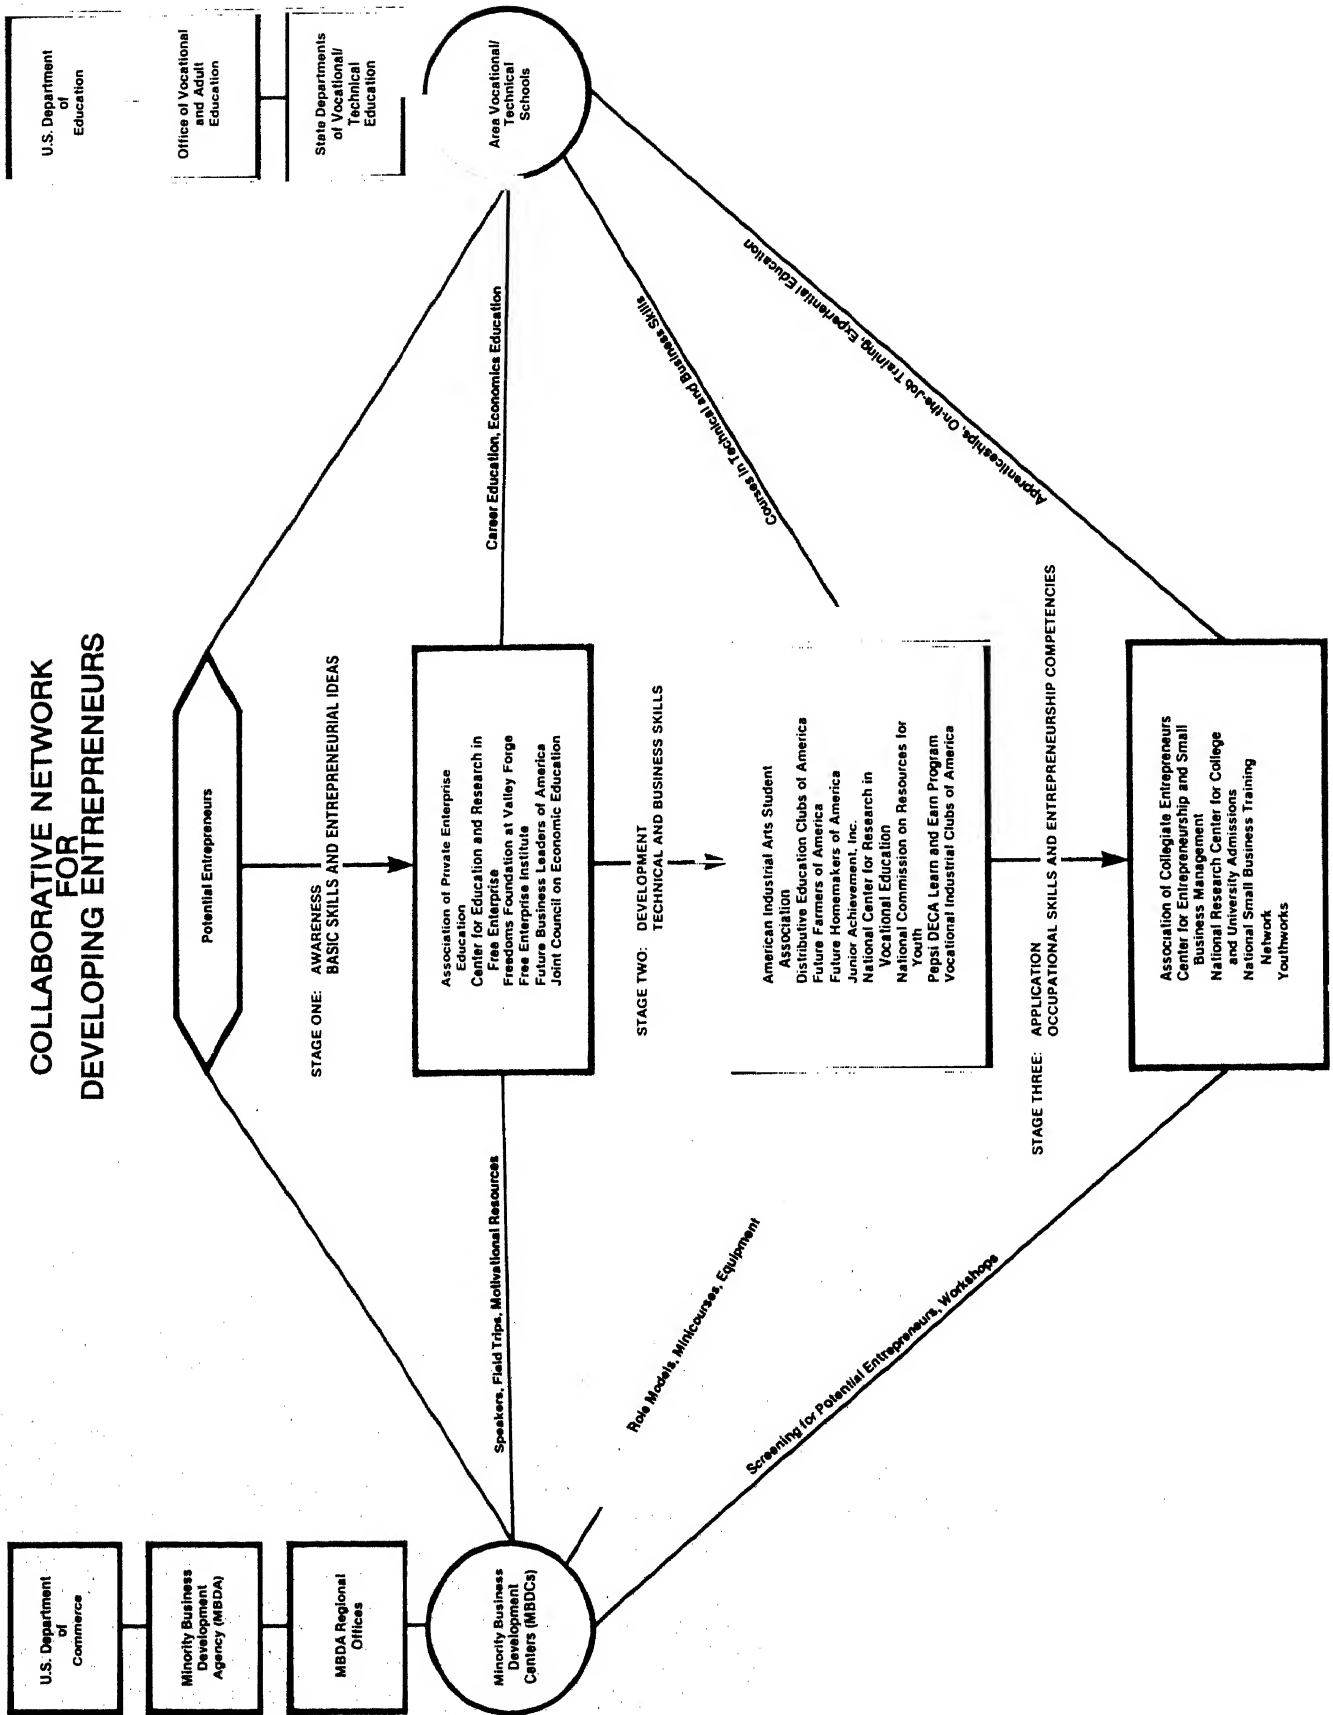 COLLABORATIVE NETWORK
FOR
DEVELOPING ENTREPRENEURS
U.S. Department
of
Commerce
Minority Business
Development
Agency (MBDA)
MBDA Regional
Offices
Minority Business
Development
Centers (MBDCs)
U.S. Department
of
Education
Office of Vocational
and Adult
Education
State Departments
of Vocational/
Technical
Education
Area Vocational/
Technical
Schools
Potential Entrepreneurs
STAGE ONE: AWARENESS
BASIC SKILLS AND ENTREPRENEURIAL IDEAS
Speakers, Field Trips, Motivational Resources
Association of Private Enterprise
Education
Center for Education and Research in
Free Enterprise
Freedoms Foundation at Valley Forge
Free Enterprise Institute
Future Business Leaders of America
Joint Council on Economic Education
Career Education, Economics Education
STAGE TWO: DEVELOPMENT
TECHNICAL AND BUSINESS SKILLS
Role Models, Minicourses, Equipment
American Industrial Arts Student
Association
Distributive Education Clubs of America
Future Farmers of America
Future Homemakers of America
Junior Achievement, Inc.
National Center for Research in
Vocational Education
National Commission on Resources for
Youth
Pepsi DECA Learn and Earn Program
Vocational Industrial Clubs of America
Courses in Technical and Business Skills
STAGE THREE: APPLICATION
OCCUPATIONAL SKILLS AND ENTREPRENEURSHIP COMPETENCIES
Screening for Potential Entrepreneurs, Workshops
Association of Collegiate Entrepreneurs
Center for Entrepreneurship and Small
Business Management
National Research Center for College
and University Admissions
National Small Business Training
Network
Youthworks
Apprenticeships, On-the-Job Training, Experiential Education